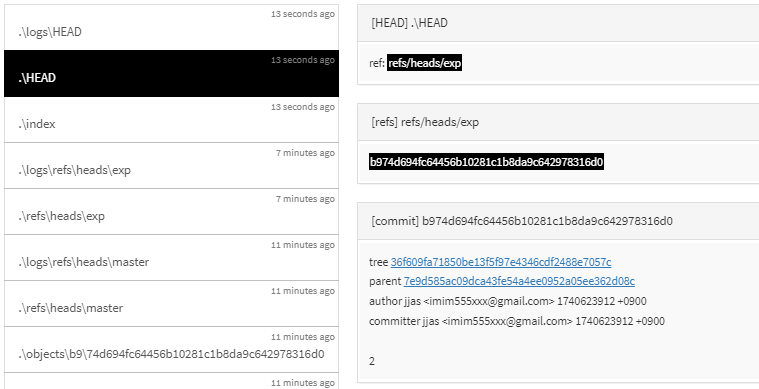 13 seconds ago
.\logs\HEAD
13 seconds ago
.\HEAD
13 seconds ago
.\index
7 minutes ago
.\logs\refs\heads\exp
7 minutes ago
.\refs\heads\exp
11 minutes ago
.\logs\refs\heads\master
11 minutes ago
.\refs\heads\master
11 minutes ago
.\objects\b9\74d694fc64456b10281c1b8da9c642978316d0
11 minutes ago
[HEAD] .\HEAD
ref: refs/heads/exp
[refs] refs/heads/exp
b974d694fc64456b10281c1b8da9c642978316d0
[commit] b974d694fc64456b10281c1b8da9c642978316d0
tree 36f609fa71850be13f5f97e4346cdf2488e7057c
parent 7e9d585ac09dca43fe54a4ee0952a05ee362d08c
author jjas <imim555xxx@gmail.com> 1740623912 +0900
committer jjas <imim555xxx@gmail.com> 1740623912 +0900
2